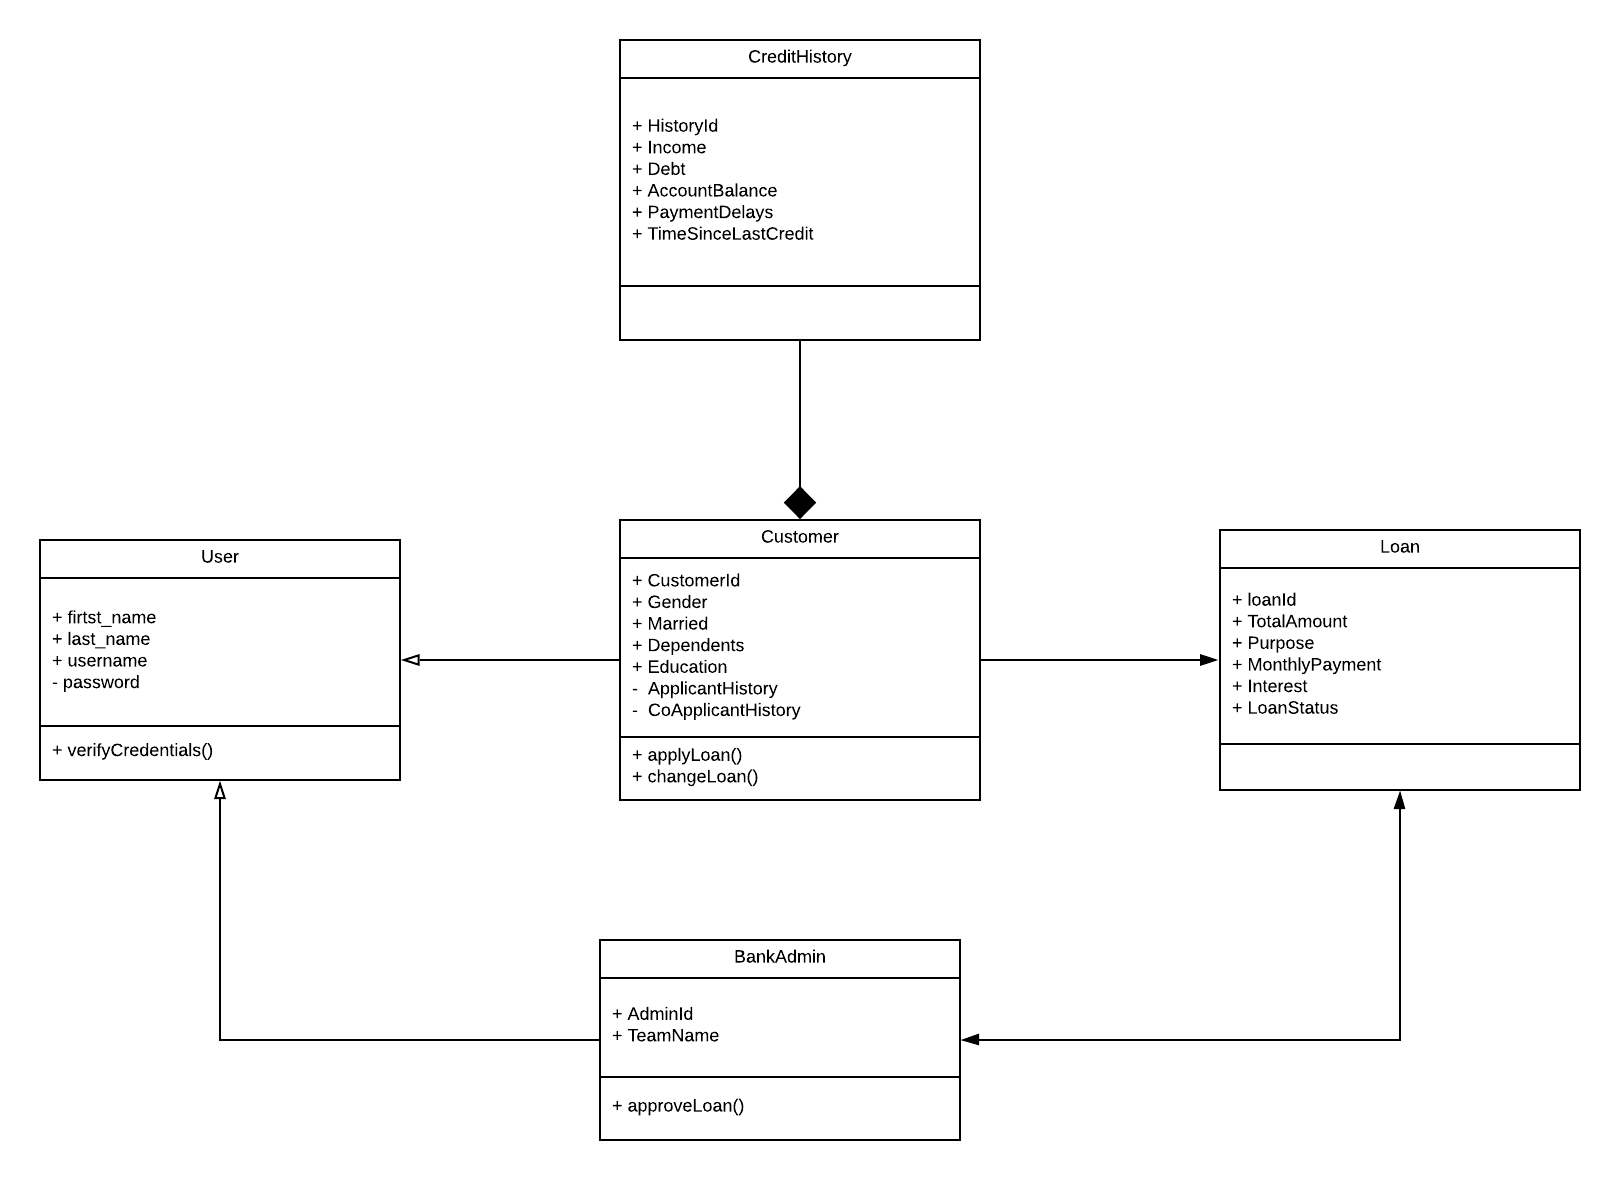 CreditHistory
+ HistoryId
+ Income
+ Debt
+ AccountBalance
+ PaymentDelays
+ TimeSinceLastCredit
User
+ firtst_name
+ last_name
+ username
- password
+ verifyCredentials()
Customer
+ CustomerId
+ Gender
+ Married
+ Dependents
+ Education
- ApplicantHistory
- CoApplicantHistory
+ applyLoan()
+ changeLoan()
Loan
+ loanId
+ TotalAmount
+ Purpose
+ MonthlyPayment
+ Interest
+ LoanStatus
BankAdmin
+ AdminId
+ TeamName
+ approveLoan()